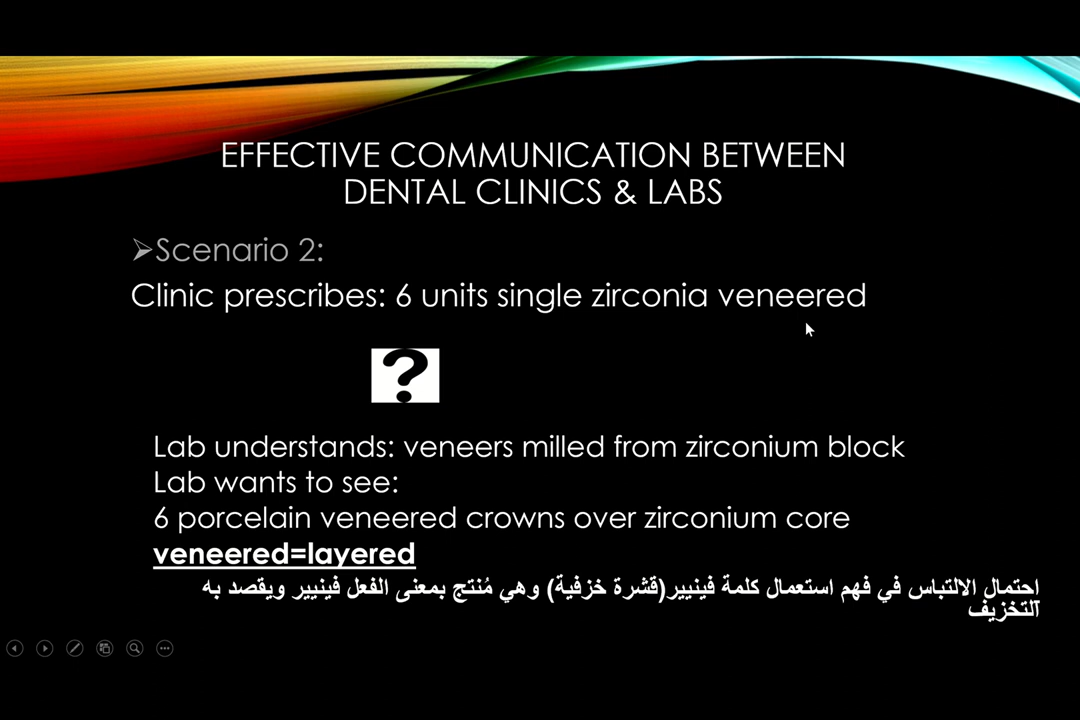 EFFECTIVE COMMUNICATION BETWEEN
DENTAL CLINICS & LABS
➢Scenario 2:
Clinic prescribes: 6 units single zirconia veneered
?
Lab understands: veneers milled from zirconium block
Lab wants to see:
6 porcelain veneered crowns over zirconium core
veneered=layered
إحتمال الالتباس في فهم استعمال كلمة فينيير(قشرة خزفية) وهي مُنتج بمعنى الفعل فينيير ويقصد به
التخزيف